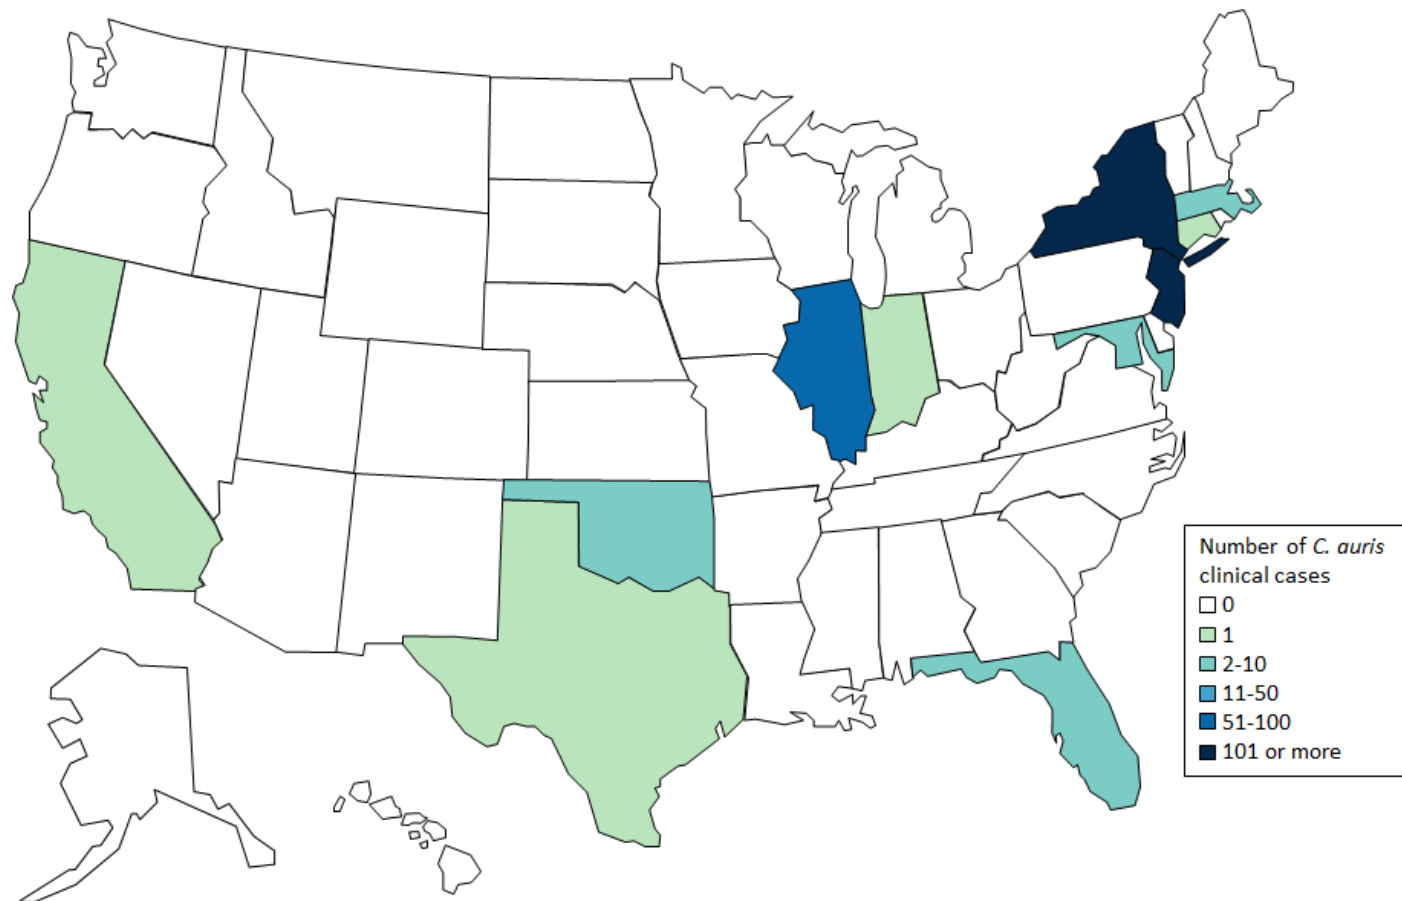 Number of C. auris
clinical cases
0
1
2-10
11-50
51-100
101 or more